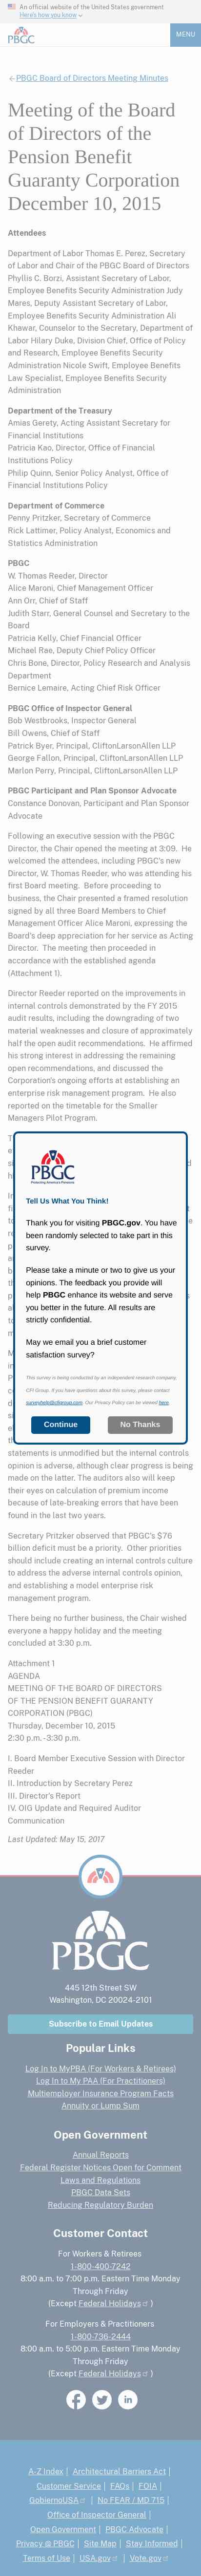 An official website of the United States government
Here's how you know
PBGC
MENU
PBGC Board of Directors Meeting Minutes
Meeting of the Board
of Directors of the
Pension Benefit
Guaranty Corporation
December 10, 2015
Attendees
Department of Labor Thomas E. Perez, Secretary
of Labor and Chair of the PBGC Board of Directors
Phyllis C. Borzi, Assistant Secretary of Labor,
Employee Benefits Security Administration Judy
Mares, Deputy Assistant Secretary of Labor,
Employee Benefits Security Administration Ali
Khawar, Counselor to the Secretary, Department of
Labor Hilary Duke, Division Chief, Office of Policy
and Research, Employee Benefits Security
Administration Nicole Swift, Employee Benefits
Law Specialist, Employee Benefits Security
Administration
Department of the Treasury
Amias Gerety, Acting Assistant Secretary for
Financial Institutions
Patricia Kao, Director, Office of Financial
Institutions Policy
Philip Quinn, Senior Policy Analyst, Office of
Financial Institutions Policy
Department of Commerce
Penny Pritzker, Secretary of Commerce
Rick Lattimer, Policy Analyst, Economics and
Statistics Administration
PBGC
W. Thomas Reeder, Director
Alice Maroni, Chief Management Officer
Ann Orr, Chief of Staff
Judith Starr, General Counsel and Secretary to the
Board
Patricia Kelly, Chief Financial Officer
Michael Rae, Deputy Chief Policy Officer
Chris Bone, Director, Policy Research and Analysis
Department
Bernice Lemaire, Acting Chief Risk Officer
PBGC Office of Inspector General
Bob Westbrooks, Inspector General
Bill Owens, Chief of Staff
Patrick Byer, Principal, CliftonLarsonAllen LLP
George Fallon, Principal, CliftonLarsonAllen LLP
Marlon Perry, Principal, CliftonLarsonAllen LLP
PBGC Participant and Plan Sponsor Advocate
Constance Donovan, Participant and Plan Sponsor
Advocate
Following an executive session with the PBGC
Director, the Chair opened the meeting at 3:09. He
welcomed the attendees, including PBGC's new
Director, W. Thomas Reeder, who was attending his
first Board meeting. Before proceeding to
business, the Chair presented a framed resolution
signed by all three Board Members to Chief
Management Officer Alice Maroni, expressing the
Board's deep appreciation for her service as Acting
Director. The meeting then proceeded in
accordance with the established agenda
(Attachment 1).
Director Reeder reported on the improvements in
internal controls demonstrated by the FY 2015
audit results, including the downgrading of two
material weaknesses and closure of approximately
half the open audit recommendations. He
discussed the value of these improvements and the
Corporation's ongoing efforts to establish an
enterprise risk management program. He also
reported on the timetable for the Smaller
Managers Pilot Program.
PBGC
Protecting America's Pensions
Tell Us What You Think!
Thank you for visiting PBGC.gov. You have
been randomly selected to take part in this
survey.
Please take a minute or two to give us your
opinions. The feedback you provide will
help PBGC enhance its website and serve
you better in the future. All results are
strictly confidential.
May we email you a brief customer
satisfaction survey?
This survey is being conducted by an independent research company,
CFI Group. If you have questions about this survey, please contact
surveyhelp@cfigroup.com. Our Privacy Policy can be viewed here.
Continue
No Thanks
statements is unmodified but the internal controls
opinion is adverse, although clear progress is being
made in the latter. The auditors also will explore
their early conclusion of potential income
and lease-accounting errors that have been
found in the last two years.
Secretary Pritzker observed that PBGC's $76
billion deficit must be a priority. Other priorities
should include creating an internal controls culture
to address the adverse internal controls opinion
and establishing a model enterprise risk
management program.
There being no further business, the Chair wished
everyone a happy holiday and the meeting
concluded at 3:30 p.m.
Attachment 1
AGENDA
MEETING OF THE BOARD OF DIRECTORS
OF THE PENSION BENEFIT GUARANTY
CORPORATION (PBGC)
Thursday, December 10, 2015
2:30 p.m.-3:30 p.m.
I. Board Member Executive Session with Director
Reeder
II. Introduction by Secretary Perez
III. Director's Report
IV. OIG Update and Required Auditor
Communication
Last Updated: May 15, 2017
PBGC
445 12th Street SW
Washington, DC 20024-2101
Subscribe to Email Updates
Popular Links
Log In to MyPBA (For Workers & Retirees)
Log In to My PAA (For Practitioners)
Multiemployer Insurance Program Facts
Annuity or Lump Sum
Open Government
Annual Reports
Federal Register Notices Open for Comment
Laws and Regulations
PBGC Data Sets
Reducing Regulatory Burden
Customer Contact
For Workers & Retirees
1-800-400-7242
8:00 a.m. to 7:00 p.m. Eastern Time Monday
Through Friday
(Except Federal Holidays)
For Employers & Practitioners
1-800-736-2444
8:00 a.m. to 5:00 p.m. Eastern Time Monday
Through Friday
(Except Federal Holidays)
A-Z Index | Architectural Barriers Act |
Customer Service | FAQs | FOIA |
GobiernoUSA | No FEAR / MD 715 |
Office of Inspector General |
Open Government | PBGC Advocate |
Privacy @ PBGC | Site Map | Stay Informed |
Terms of Use | USA.gov | Vote.gov